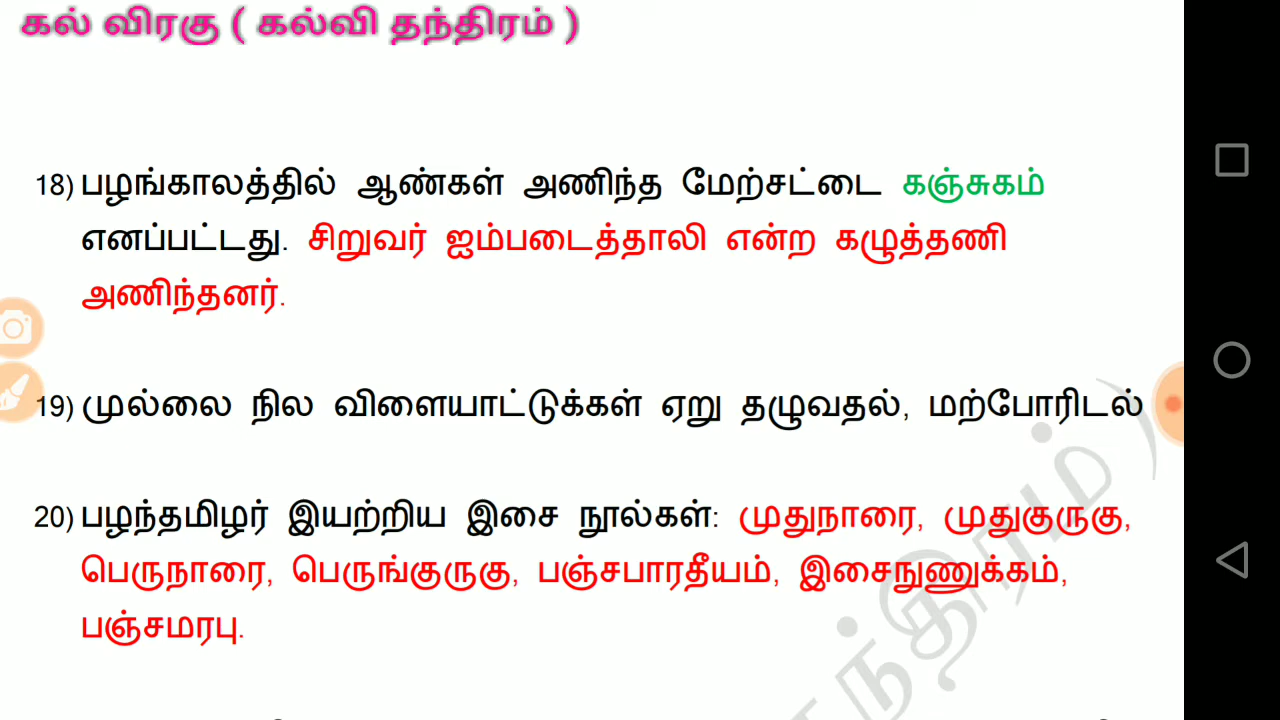 கல் விரகு ( கல்வி தந்திரம் )
18) பழங்காலத்தில் ஆண்கள் அணிந்த மேற்சட்டை கஞ்சுகம்
எனப்பட்டது. சிறுவர் ஐம்படைத்தாலி என்ற கழுத்தணி
அணிந்தனர்.
19) முல்லை நில விளையாட்டுக்கள் ஏறு தழுவதல், மற்போரிடல்
20) பழந்தமிழர் இயற்றிய இசை நூல்கள்: முதுநாரை, முதுகுருகு,
பெருநாரை, பெருங்குருகு, பஞ்சபாரதீயம், இசைநுணுக்கம்,
பஞ்சமரபு.